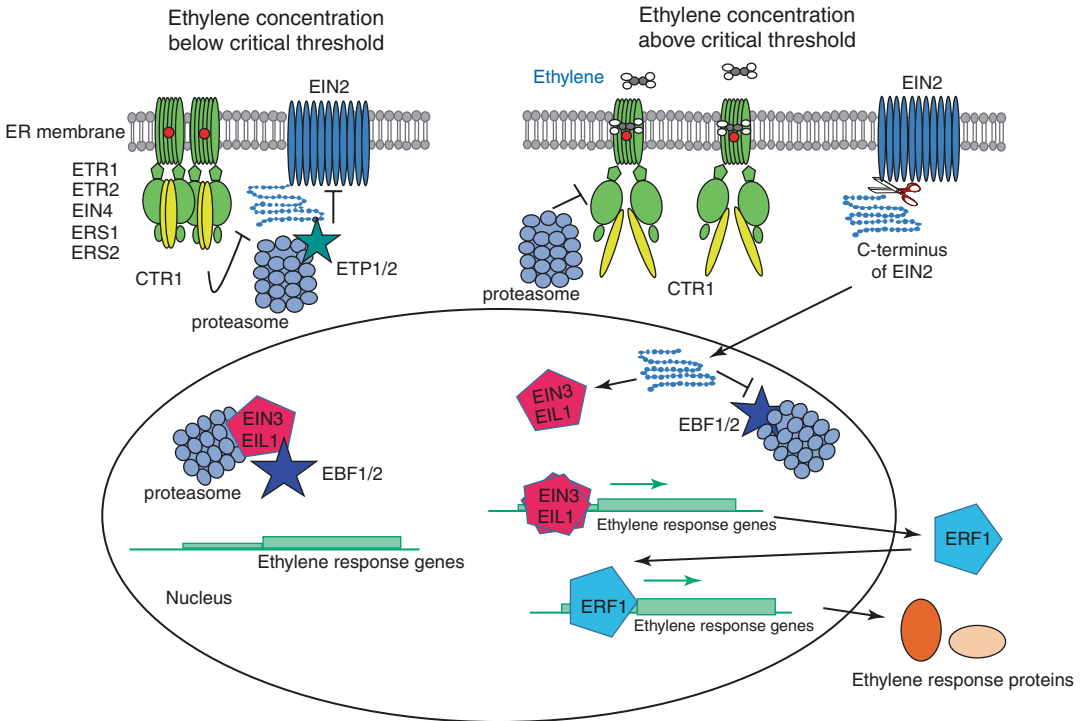 Ethylene concentration
below critical threshold
Ethylene concentration
above critical threshold
EIN2
Ethylene
EIN2
ER membrane
ETR1
ETR2
EIN4
ERS1
ERS2
CTR1
ETP1/2
proteasome
proteasome
CTR1
C-terminus
of EIN2
EIN3
EIL1
EBF1/2
EIN3
EIL1
EBF1/2
proteasome
EIN3
EIL1
Ethylene response genes
Ethylene response genes
ERF1
Nucleus
ERF1
Ethylene response genes
Ethylene response proteins